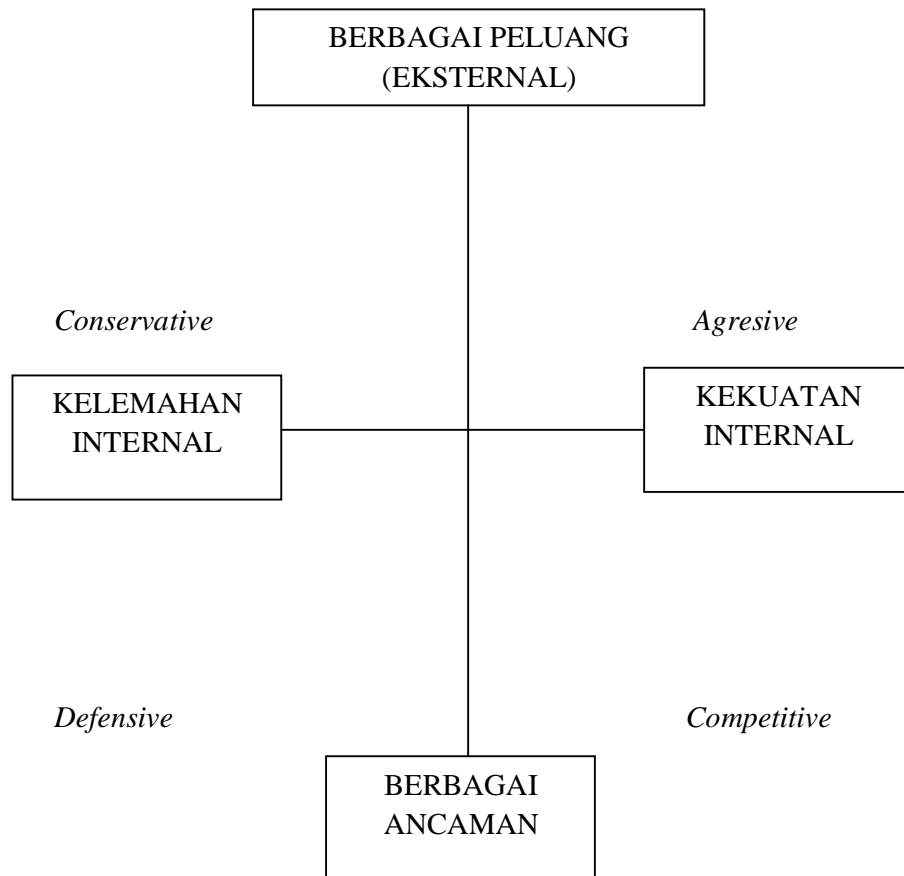 BERBAGAI PELUANG
(EKSTERNAL)
Conservative
Agresive
KELEMAHAN
INTERNAL
KEKUATAN
INTERNAL
Defensive
Competitive
BERBAGAI
ANCAMAN